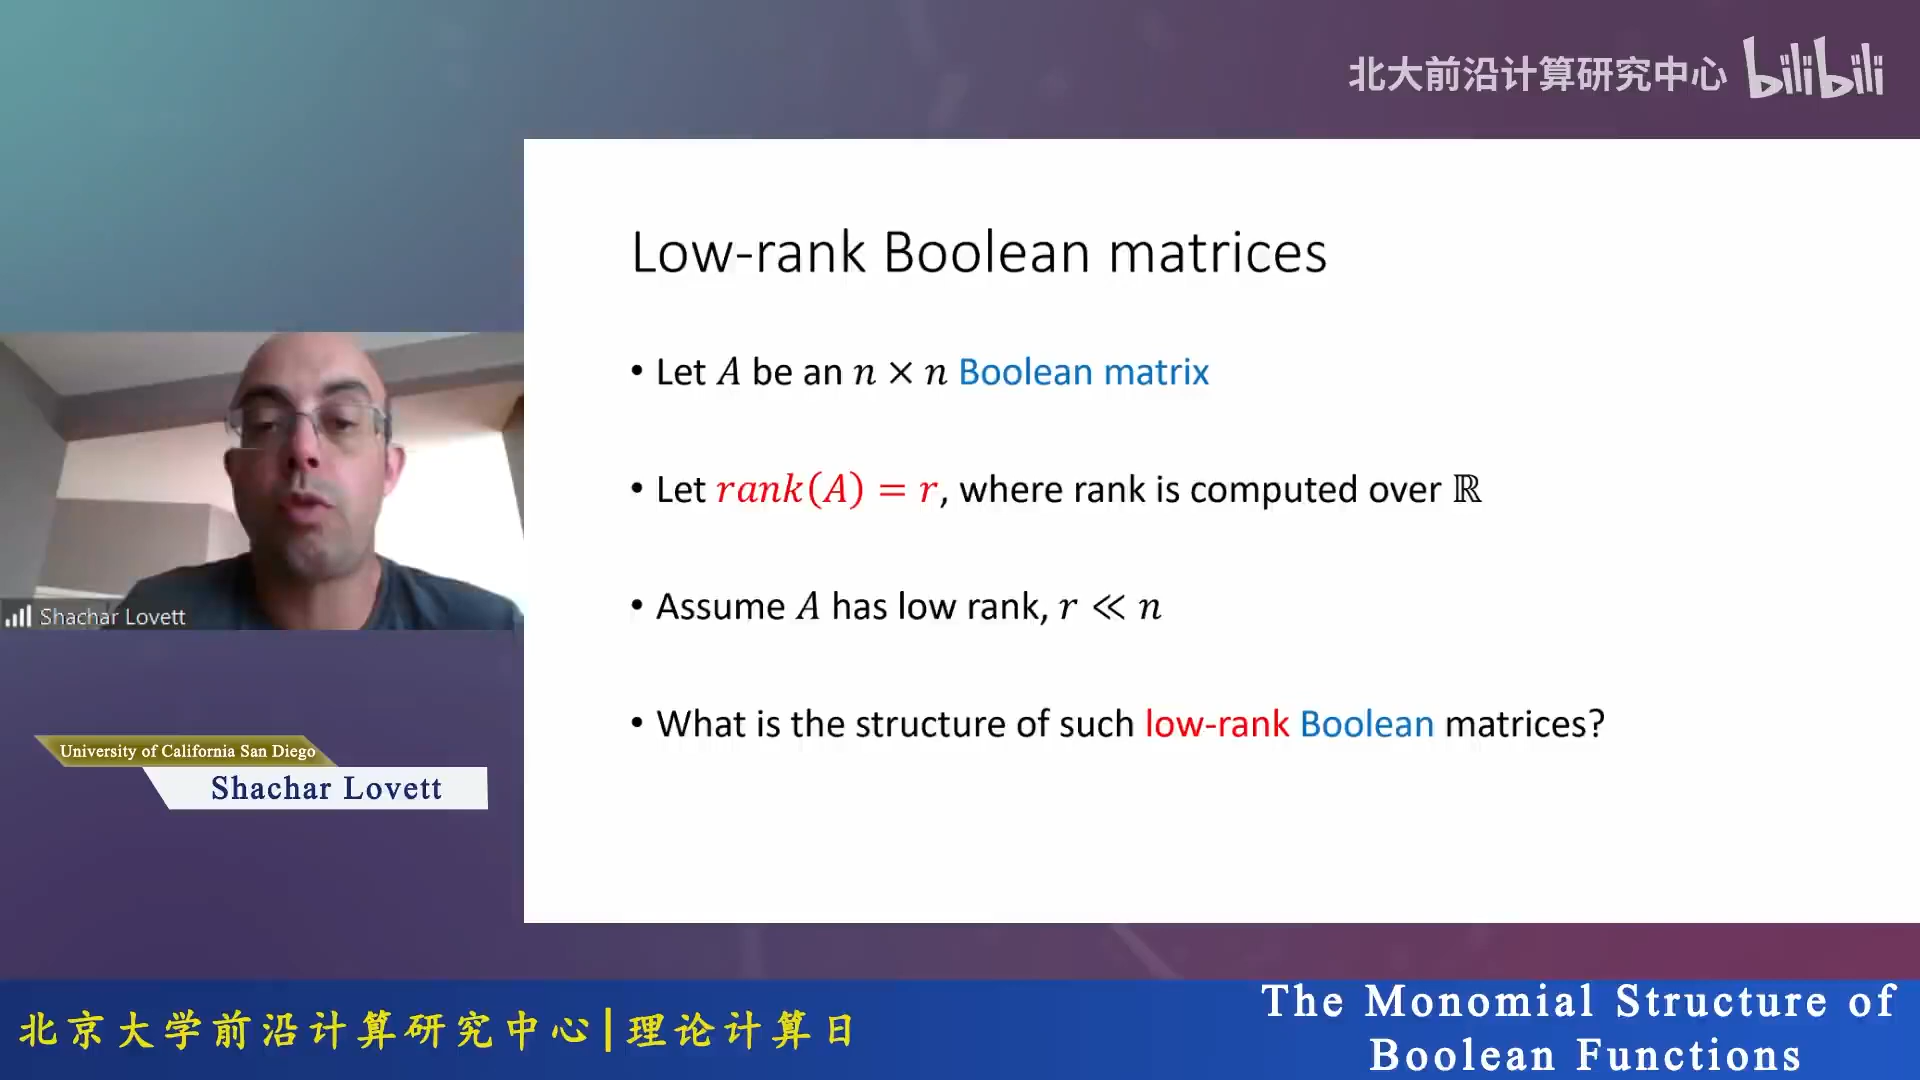 北大前沿计算研究中心 bilibili
Low-rank Boolean matrices
• Let A be an n × n Boolean matrix
• Let rank(A) = r, where rank is computed over ℝ
• Assume A has low rank, r ≪ n
• What is the structure of such low-rank Boolean matrices?
Shachar Lovett
University of California San Diego
Shachar Lovett
北京大学前沿计算研究中心|理论计算日
The Monomial Structure of
Boolean Functions